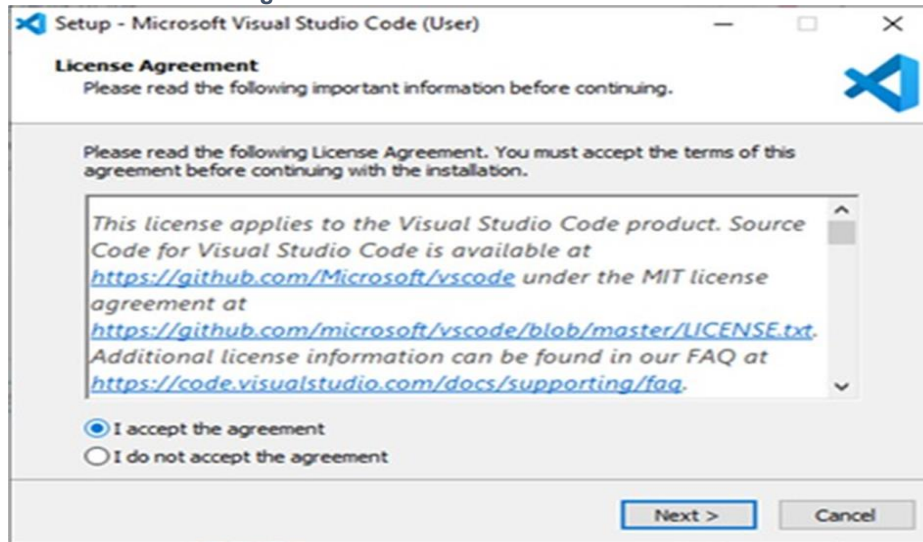 Setup - Microsoft Visual Studio Code (User)
License Agreement
Please read the following important information before continuing.
Please read the following License Agreement. You must accept the terms of this
agreement before continuing with the installation.
This license applies to the Visual Studio Code product. Source
Code for Visual Studio Code is available at
https://github.com/Microsoft/vscode under the MIT license
agreement at
https://github.com/microsoft/vscode/blob/master/LICENSE.txt.
Additional license information can be found in our FAQ at
https://code.visualstudio.com/docs/supporting/faq.
I accept the agreement
I do not accept the agreement
Next >
Cancel